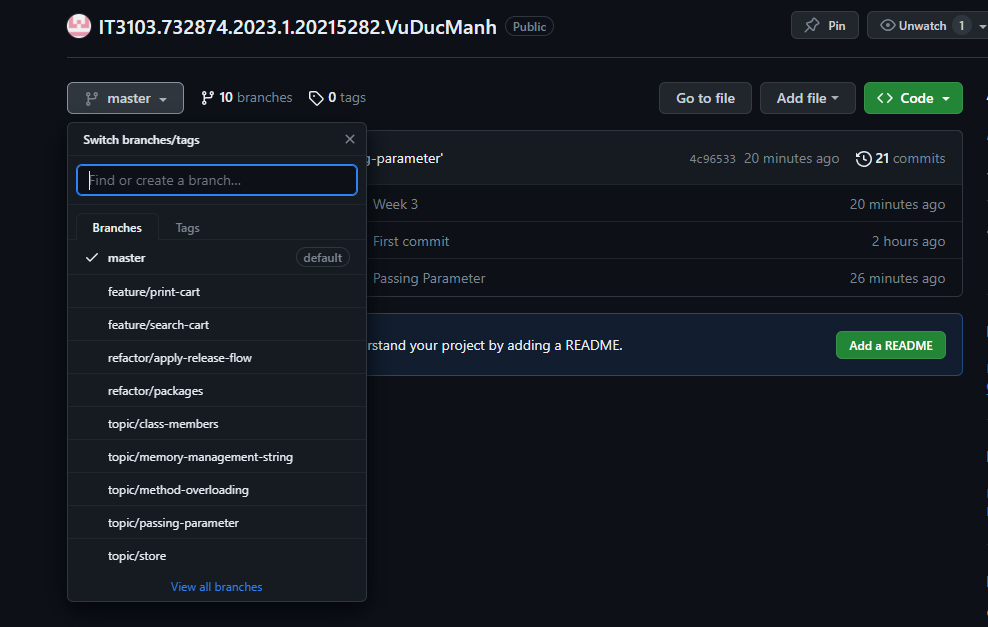 IT3103.732874.2023.1.20215282.VuDucManh Public Pin Unwatch 1
master 10 branches 0 tags Go to file Add file Code
Switch branches/tags
g-parameter' 4c96533 20 minutes ago 21 commits
Find or create a branch...
Week 3 20 minutes ago
Branches Tags
First commit 2 hours ago
master default
Passing Parameter 26 minutes ago
feature/print-cart
feature/search-cart
rstand your project by adding a README. Add a README
refactor/apply-release-flow
refactor/packages
topic/class-members
topic/memory-management-string
topic/method-overloading
topic/passing-parameter
topic/store
View all branches